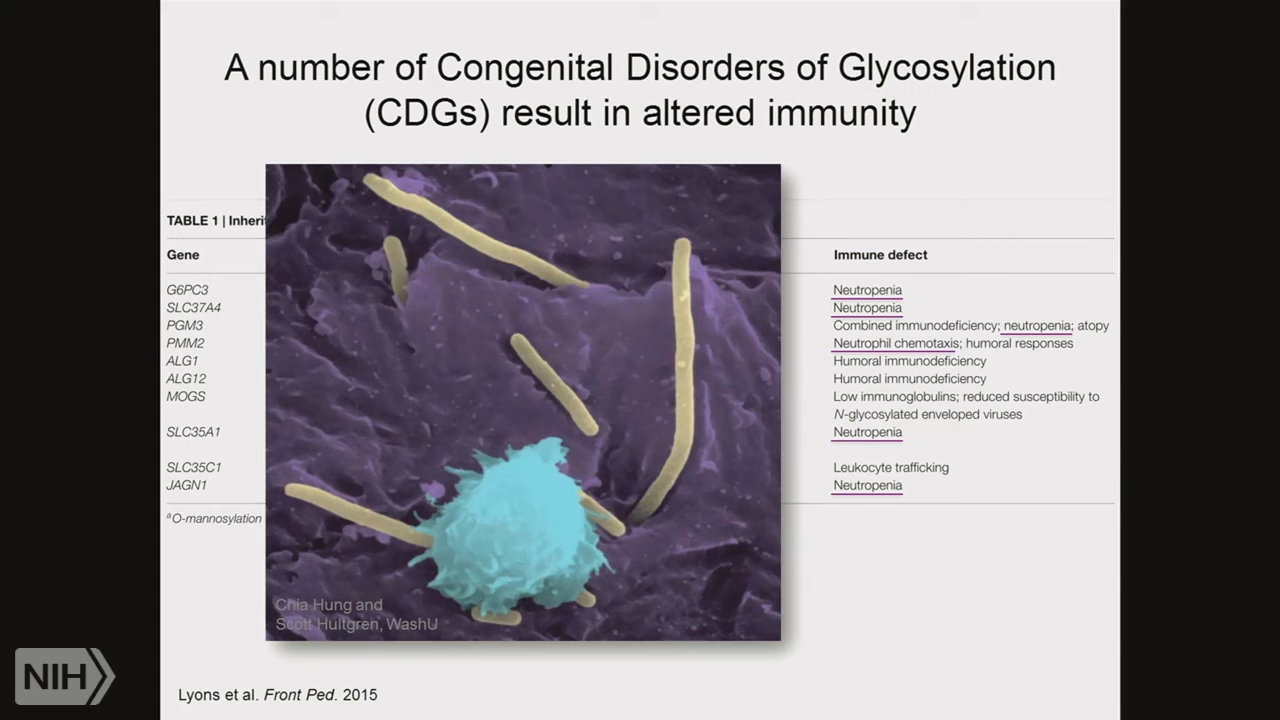 A number of Congenital Disorders of Glycosylation
(CDGs) result in altered immunity
TABLE 1 |
Gene Immune defect
G6PC3 Neutropenia
SLC37A4 Neutropenia
PGM3 Combined immunodeficiency; neutropenia; atopy
PMM2 Neutrophil chemotaxis; humoral responses
ALG1 Humoral immunodeficiency
ALG12 Humoral immunodeficiency
MOGS Low immunoglobulins; reduced susceptibility to
N-glycosylated enveloped viruses
SLC35A1 Neutropenia
SLC35C1 Leukocyte trafficking
JAGN1 Neutropenia
aO-mannosylation
Chia Hung and
Scott Hultgren, WashU
NIH
Lyons et al. Front Ped. 2015